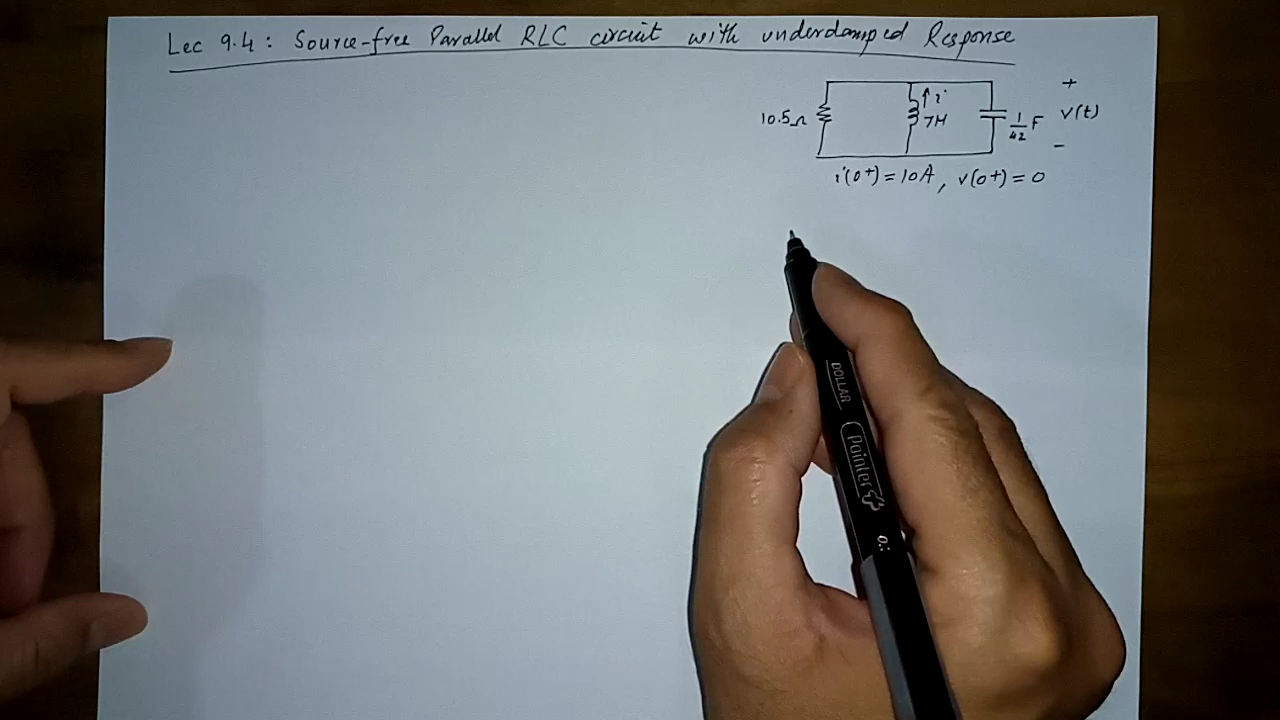 Lec 9.4: Source-free Parallel RLC circuit with underdamped Response
10.5Ω
i
7H
1/42 F
+
v(t)
-
i(0+) = 10A, v(0+) = 0
DOLLAR
Pointer